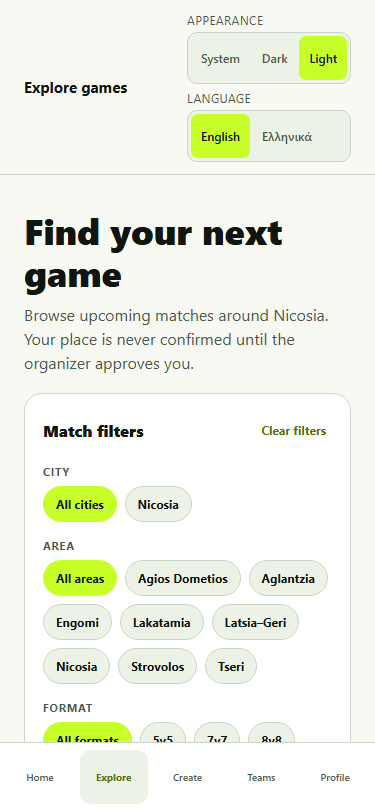 APPEARANCE
System Dark Light
Explore games
LANGUAGE
English Ελληνικά
Find your next
game
Browse upcoming matches around Nicosia.
Your place is never confirmed until the
organizer approves you.
Match filters Clear filters
CITY
All cities Nicosia
AREA
All areas Agios Dometios Aglantzia
Engomi Lakatamia Latsia–Geri
Nicosia Strovolos Tseri
FORMAT
All formats 5v5 7v7 8v8
Home Explore Create Teams Profile